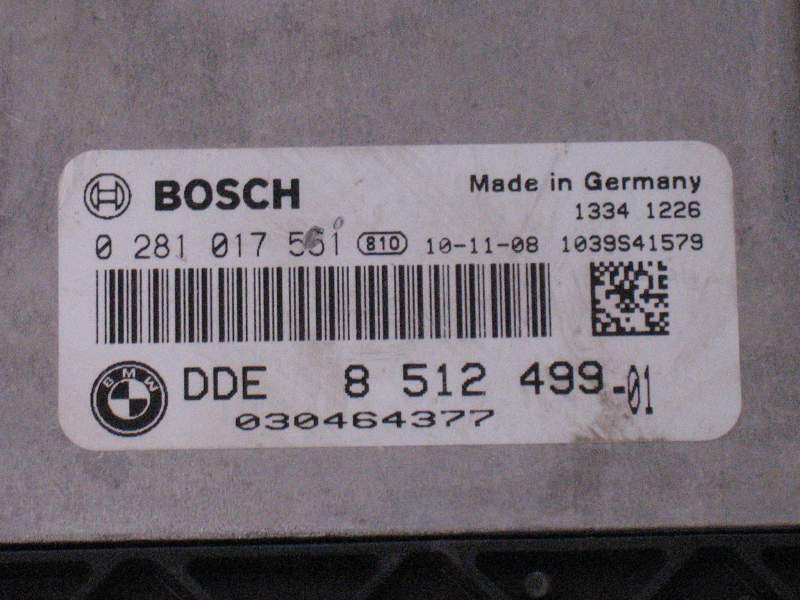 BOSCH
Made in Germany
1334 1226
0 281 017 551 810 10-11-08 1039S41579
BMW
DDE 8 512 499-01
030464377